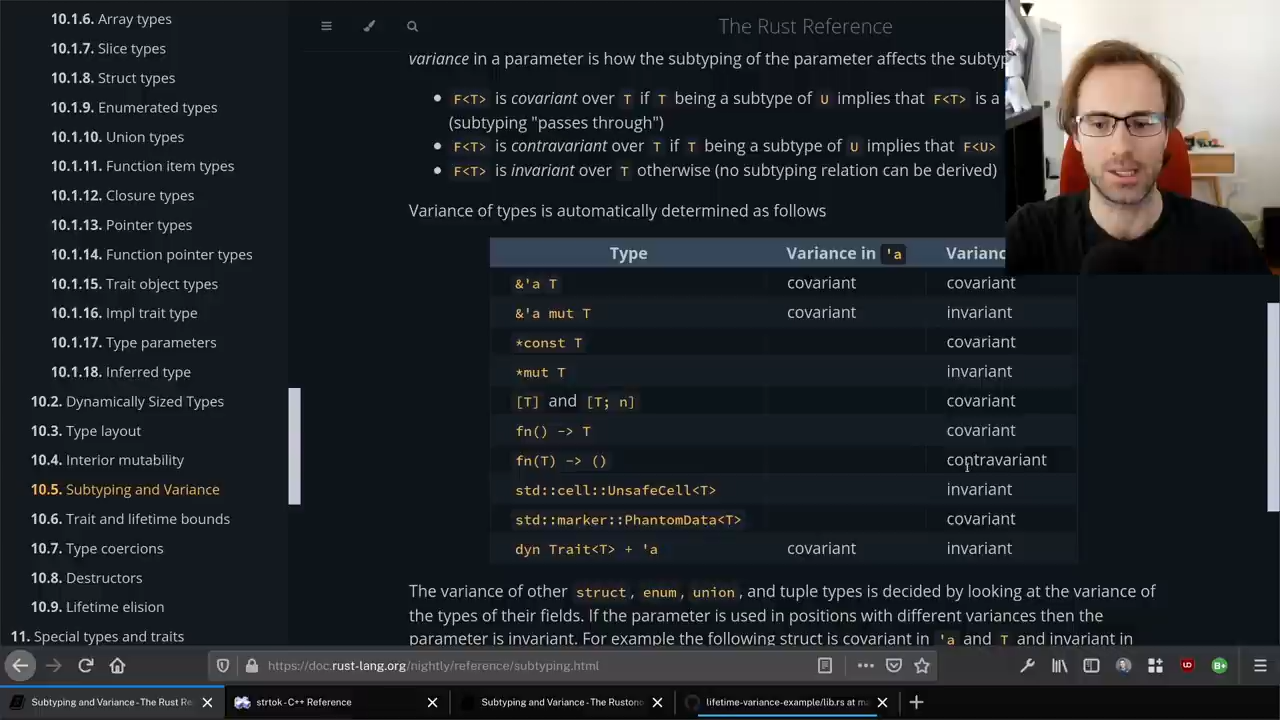 10.1.6. Array types
10.1.7. Slice types
10.1.8. Struct types
10.1.9. Enumerated types
10.1.10. Union types
10.1.11. Function item types
10.1.12. Closure types
10.1.13. Pointer types
10.1.14. Function pointer types
10.1.15. Trait object types
10.1.16. Impl trait type
10.1.17. Type parameters
10.1.18. Inferred type
10.2. Dynamically Sized Types
10.3. Type layout
10.4. Interior mutability
10.5. Subtyping and Variance
10.6. Trait and lifetime bounds
10.7. Type coercions
10.8. Destructors
10.9. Lifetime elision
11. Special types and traits
The Rust Reference
variance in a parameter is how the subtyping of the parameter affects the subtyp
F<T> is covariant over T if T being a subtype of U implies that F<T> is a
(subtyping "passes through")
F<T> is contravariant over T if T being a subtype of U implies that F<U>
F<T> is invariant over T otherwise (no subtyping relation can be derived)
Variance of types is automatically determined as follows
Type Variance in 'a Varianc
&'a T covariant covariant
&'a mut T covariant invariant
*const T covariant
*mut T invariant
[T] and [T; n] covariant
fn() -> T covariant
fn(T) -> () contravariant
std::cell::UnsafeCell<T> invariant
std::marker::PhantomData<T> covariant
dyn Trait<T> + 'a covariant invariant
The variance of other struct, enum, union, and tuple types is decided by looking at the variance of
the types of their fields. If the parameter is used in positions with different variances then the
parameter is invariant. For example the following struct is covariant in 'a and T and invariant in
https://doc.rust-lang.org/nightly/reference/subtyping.html
Subtyping and Variance - The Rust Re
strtok - C++ Reference
Subtyping and Variance - The Ruston
lifetime-variance-example/lib.rs at m